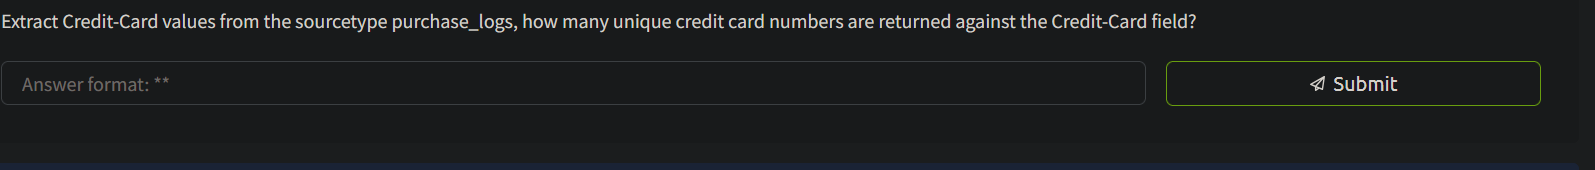 Extract Credit-Card values from the sourcetype purchase_logs, how many unique credit card numbers are returned against the Credit-Card field?
Answer format: **
Submit